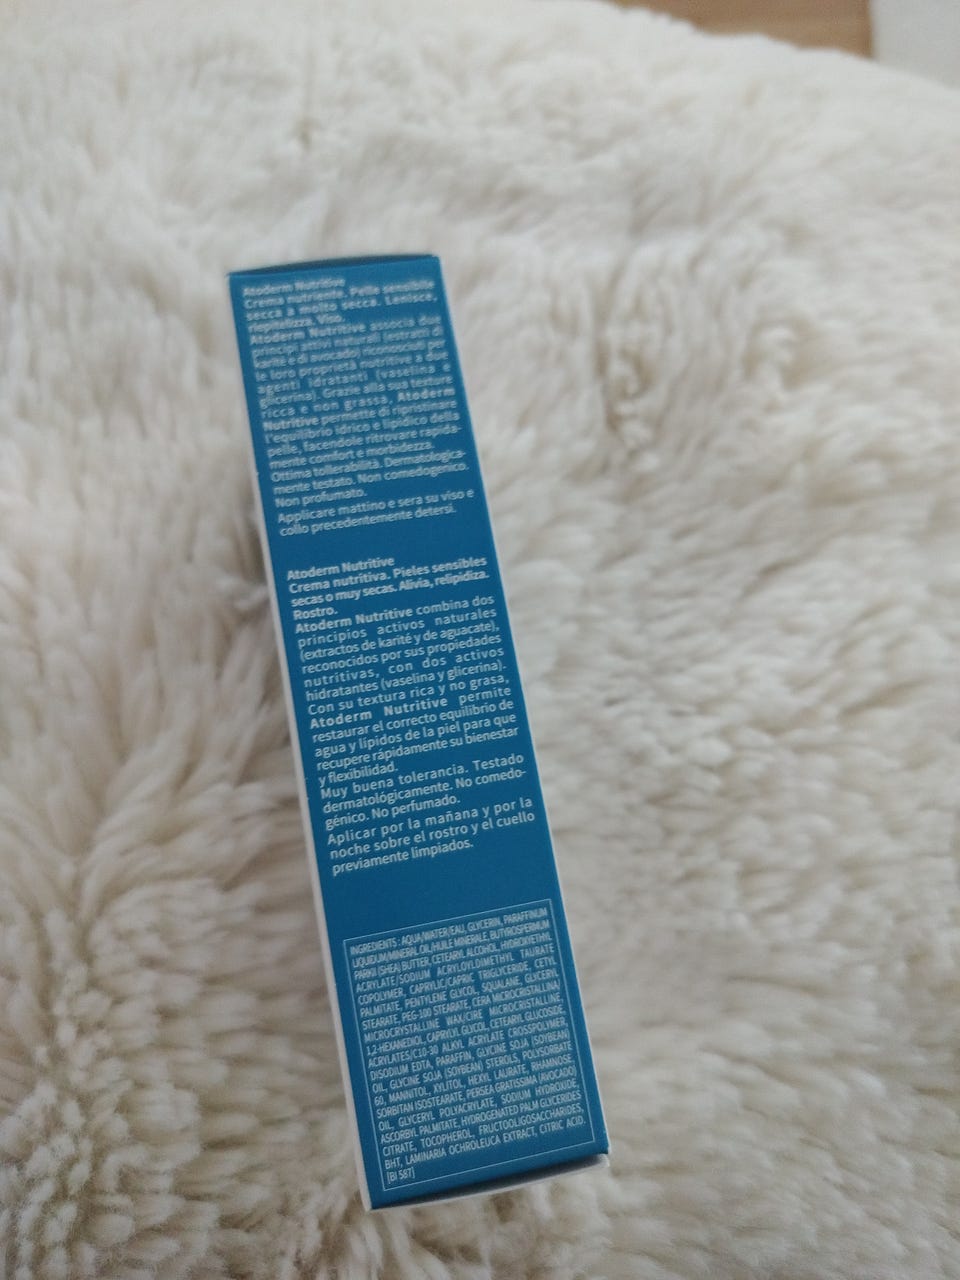 Atoderm Nutritive
Crema nutriente. Pelle sensibile
secca a molto secca. Lenisce,
riepitelizza. Viso.
Atoderm Nutritive associa due
principi attivi naturali (estratti di
karité e di avocado) riconosciuti per
le loro proprietà nutritive a due
agenti idratanti (vaselina e
glicerina). Grazie alla sua texture
ricca e non grassa, Atoderm
Nutritive permette di ripristinare
l'equilibrio idrico e lipidico della
pelle, facendole ritrovare rapida-
mente comfort e morbidezza.
Ottima tollerabilità. Dermatologica-
mente testato. Non comedogenico.
Non profumato.
Applicare mattino e sera su viso e
collo precedentemente detersi.
Atoderm Nutritive
Crema nutritiva. Pieles sensibles
secas o muy secas. Alivia, relipidiza.
Rostro.
Atoderm Nutritive combina dos
principios activos naturales
(extractos de karité y de aguacate),
reconocidos por sus propiedades
nutritivas, con dos activos
hidratantes (vaselina y glicerina).
Con su textura rica y no grasa,
Atoderm Nutritive permite
restaurar el correcto equilibrio de
agua y lípidos de la piel para que
recupere rápidamente su bienestar
y flexibilidad.
Muy buena tolerancia. Testado
dermatológicamente. No comedo-
génico. No perfumado.
Aplicar por la mañana y por la
noche sobre el rostro y el cuello
previamente limpiados.
INGREDIENTS : AQUA/WATER/EAU, GLYCERIN, PARAFFINUM
LIQUIDUM/MINERAL OIL/HUILE MINERALE, BUTYROSPERMUM
PARKII (SHEA) BUTTER, CETEARYL ALCOHOL, HYDROXYETHYL
ACRYLATE/SODIUM ACRYLOYLDIMETHYL TAURATE
COPOLYMER, CAPRYLIC/CAPRIC TRIGLYCERIDE, CETYL
PALMITATE, PENTYLENE GLYCOL, SQUALANE, GLYCERYL
STEARATE, PEG-100 STEARATE, CERA MICROCRISTALLINA/
MICROCRYSTALLINE WAX/CIRE MICROCRISTALLINE,
1,2-HEXANEDIOL, CAPRYLYL GLYCOL, CETEARYL GLUCOSIDE,
ACRYLATES/C10-30 ALKYL ACRYLATE CROSSPOLYMER,
DISODIUM EDTA, PARAFFIN, GLYCINE SOJA (SOYBEAN)
OIL, GLYCINE SOJA (SOYBEAN) STEROLS, POLYSORBATE
60, MANNITOL, XYLITOL, HEXYL LAURATE, RHAMNOSE,
SORBITAN ISOSTEARATE, PERSEA GRATISSIMA (AVOCADO)
OIL, GLYCERYL POLYACRYLATE, SODIUM HYDROXIDE,
ASCORBYL PALMITATE, HYDROGENATED PALM GLYCERIDES
CITRATE, TOCOPHEROL, FRUCTOOLIGOSACCHARIDES,
BHT, LAMINARIA OCHROLEUCA EXTRACT, CITRIC ACID.
[BI 587]